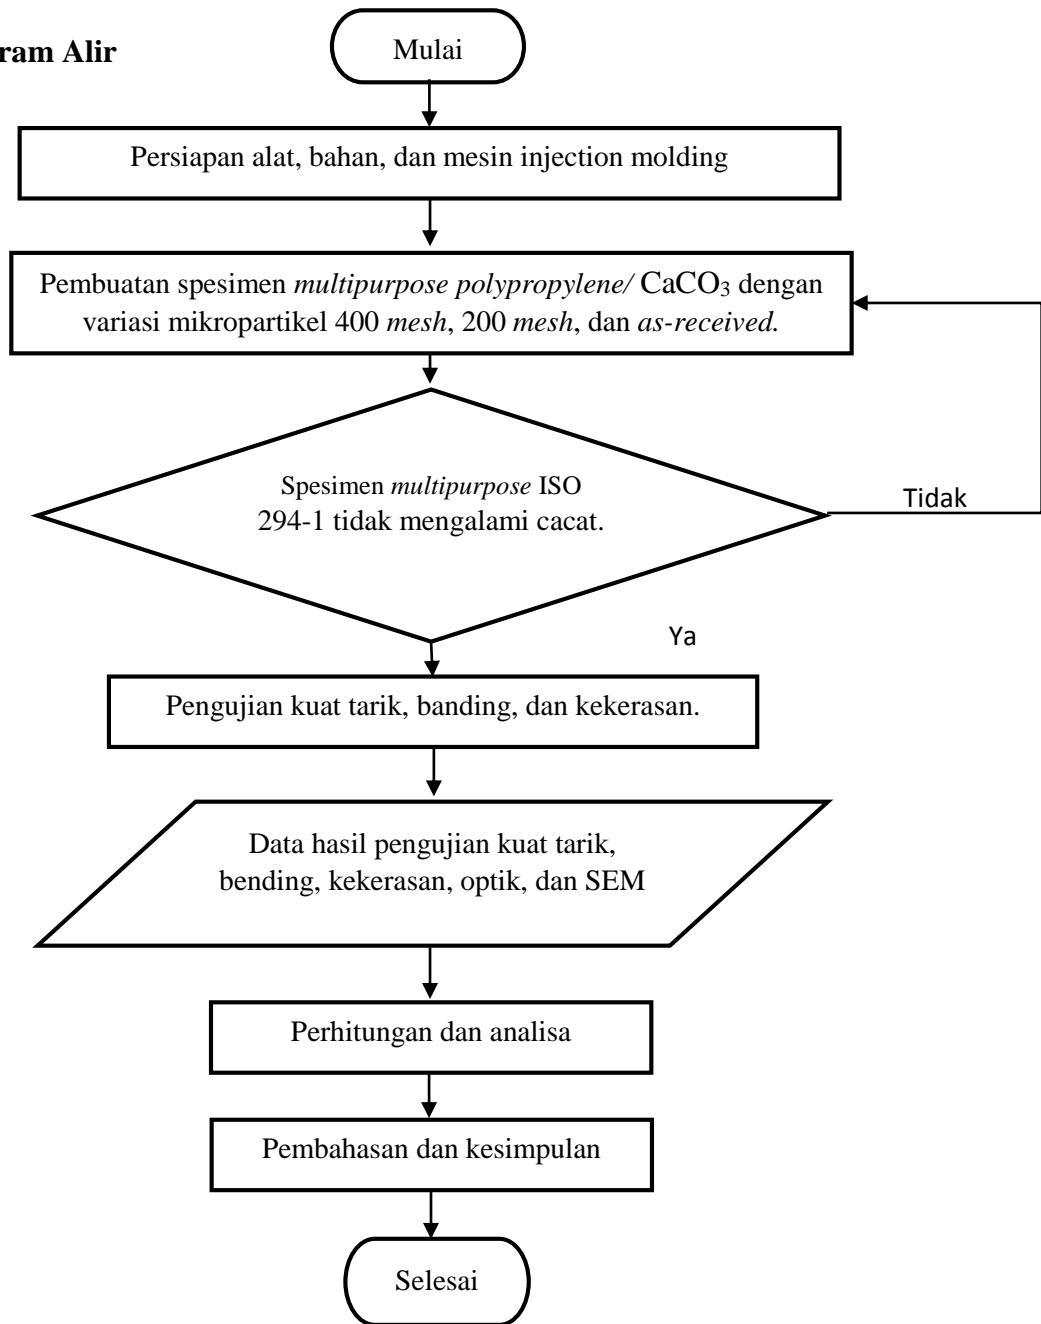 ram Alir
Mulai
Persiapan alat, bahan, dan mesin injection molding
Pembuatan spesimen multipurpose polypropylene/ CaCO₃ dengan
variasi mikropartikel 400 mesh, 200 mesh, dan as-received.
Spesimen multipurpose ISO
294-1 tidak mengalami cacat.
Tidak
Ya
Pengujian kuat tarik, banding, dan kekerasan.
Data hasil pengujian kuat tarik,
bending, kekerasan, optik, dan SEM
Perhitungan dan analisa
Pembahasan dan kesimpulan
Selesai